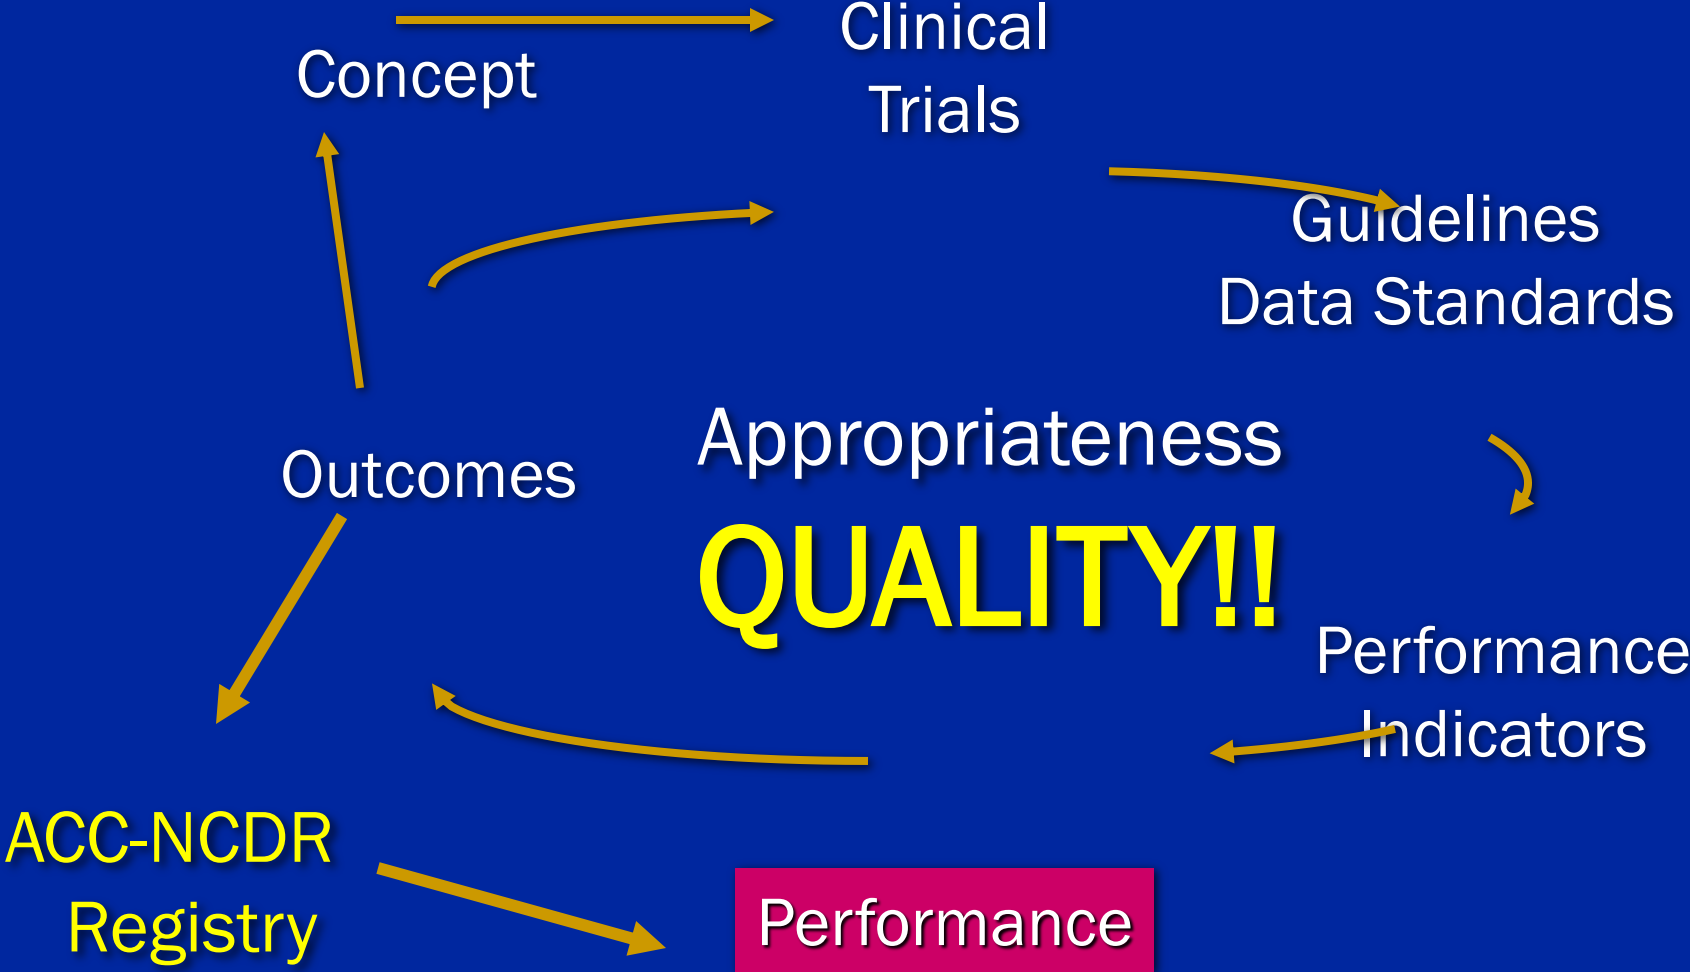 Clinical
Trials
Concept
Guidelines
Data Standards
Appropriateness
Outcomes
QUALITY!!
Performance
Indicators
ACC-NCDR
Registry
Performance